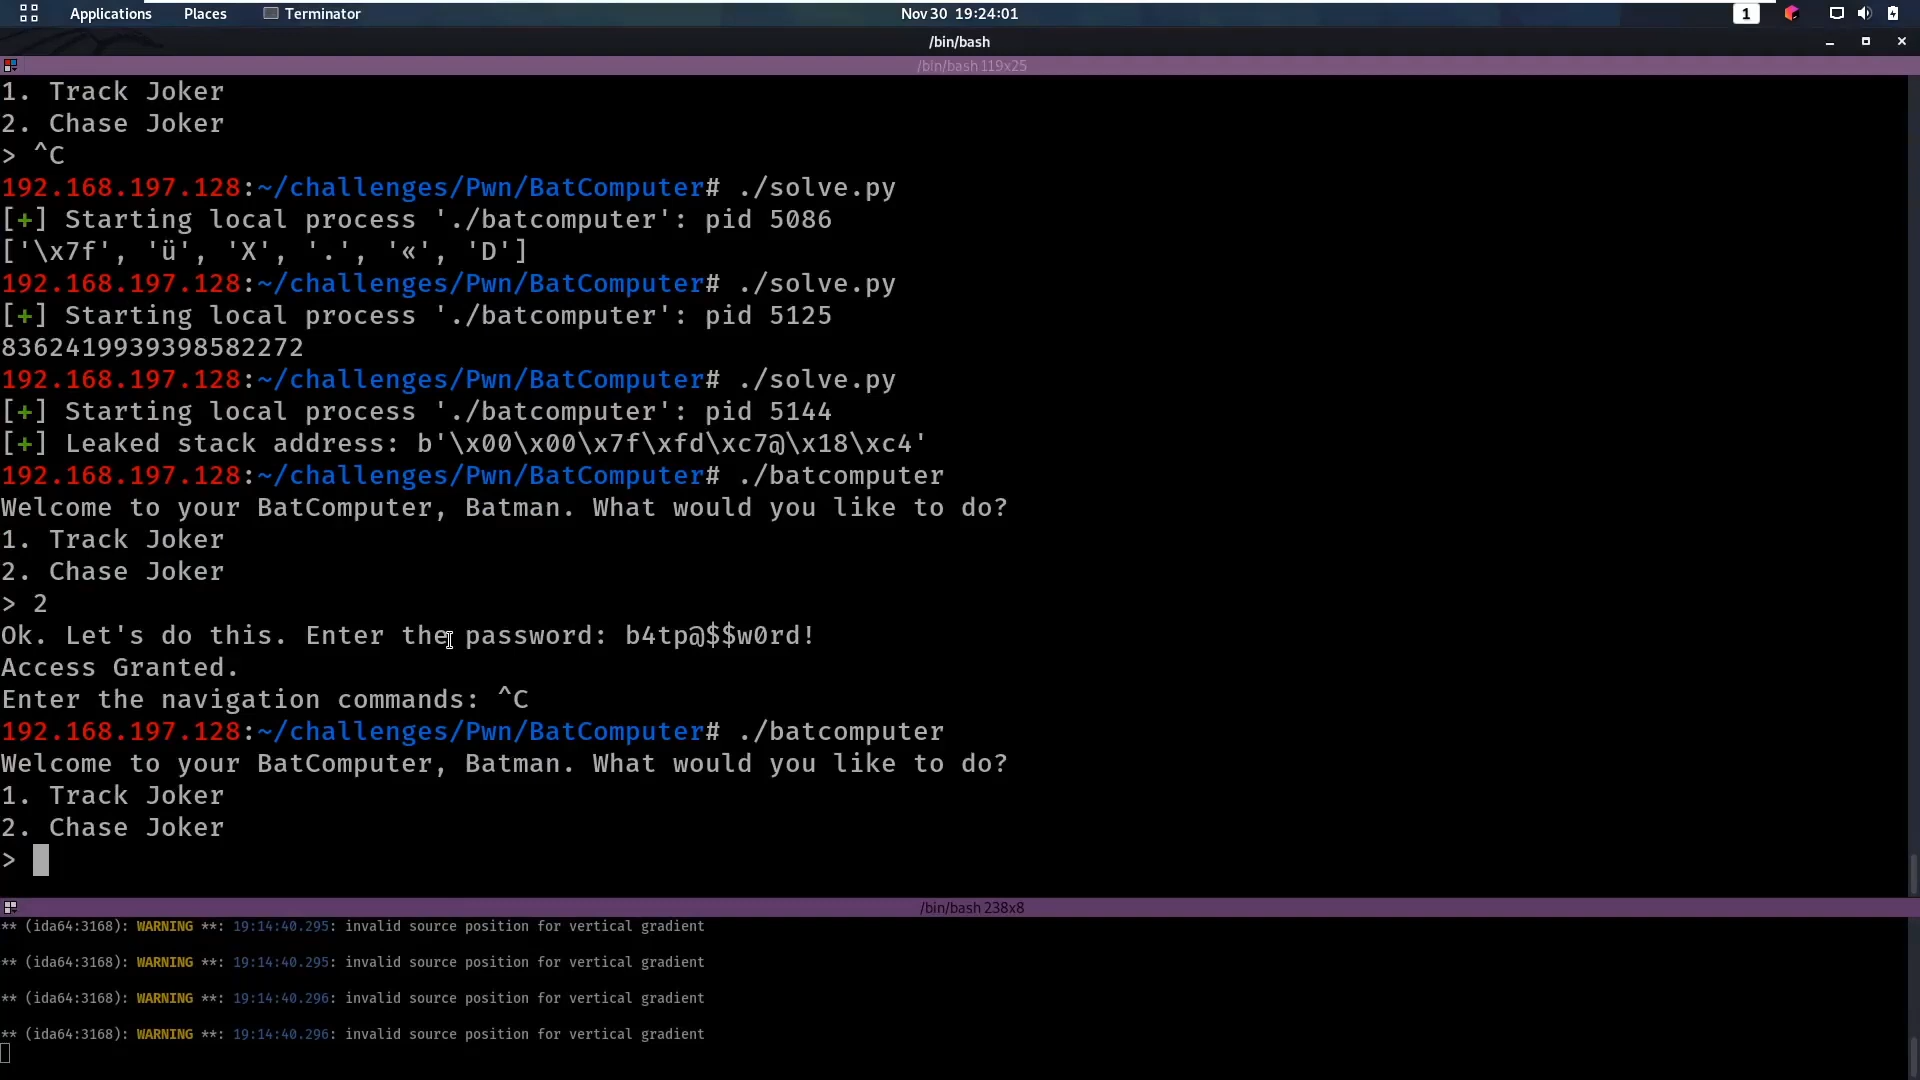 Applications Places Terminator Nov 30 19:24:01 1
/bin/bash
/bin/bash 119x25
1. Track Joker
2. Chase Joker
> ^C
192.168.197.128:~/challenges/Pwn/BatComputer# ./solve.py
[+] Starting local process './batcomputer': pid 5086
['\x7f', 'ü', 'X', '.', '«', 'D']
192.168.197.128:~/challenges/Pwn/BatComputer# ./solve.py
[+] Starting local process './batcomputer': pid 5125
8362419939398582272
192.168.197.128:~/challenges/Pwn/BatComputer# ./solve.py
[+] Starting local process './batcomputer': pid 5144
[+] Leaked stack address: b'\x00\x00\x7f\xfd\xc7@\x18\xc4'
192.168.197.128:~/challenges/Pwn/BatComputer# ./batcomputer
Welcome to your BatComputer, Batman. What would you like to do?
1. Track Joker
2. Chase Joker
> 2
Ok. Let's do this. Enter the password: b4tp@$$w0rd!
Access Granted.
Enter the navigation commands: ^C
192.168.197.128:~/challenges/Pwn/BatComputer# ./batcomputer
Welcome to your BatComputer, Batman. What would you like to do?
1. Track Joker
2. Chase Joker
>
/bin/bash 238x8
** (ida64:3168): WARNING **: 19:14:40.295: invalid source position for vertical gradient
** (ida64:3168): WARNING **: 19:14:40.295: invalid source position for vertical gradient
** (ida64:3168): WARNING **: 19:14:40.296: invalid source position for vertical gradient
** (ida64:3168): WARNING **: 19:14:40.296: invalid source position for vertical gradient